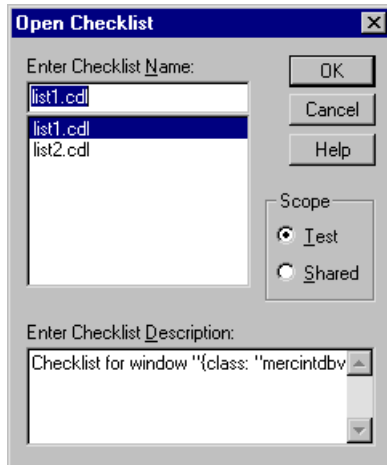 Open Checklist
Enter Checklist Name:
OK
list1.cdl
Cancel
list1.cdl
list2.cdl
Help
Scope
Test
Shared
Enter Checklist Description:
Checklist for window "{class: "mercintdbv